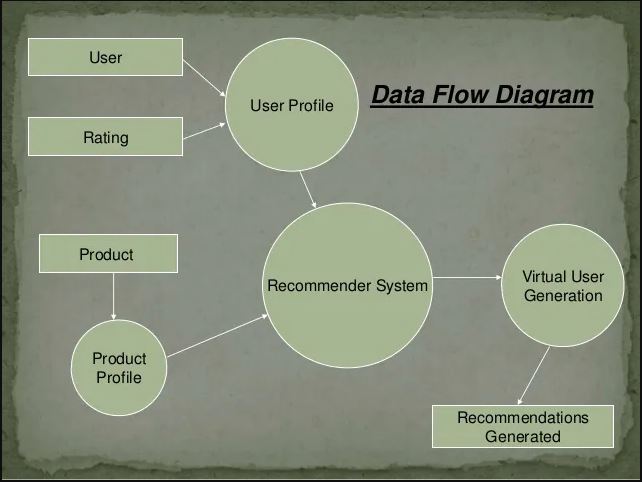 User
User Profile
Data Flow Diagram
Rating
Product
Recommender System
Virtual User
Generation
Product
Profile
Recommendations
Generated